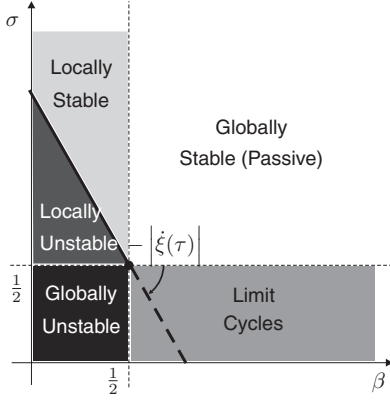 σ
Locally
Stable
Globally
Stable (Passive)
Locally
Unstable
− |ξ̇(τ)|
1/2
Globally
Unstable
Limit
Cycles
1/2
β